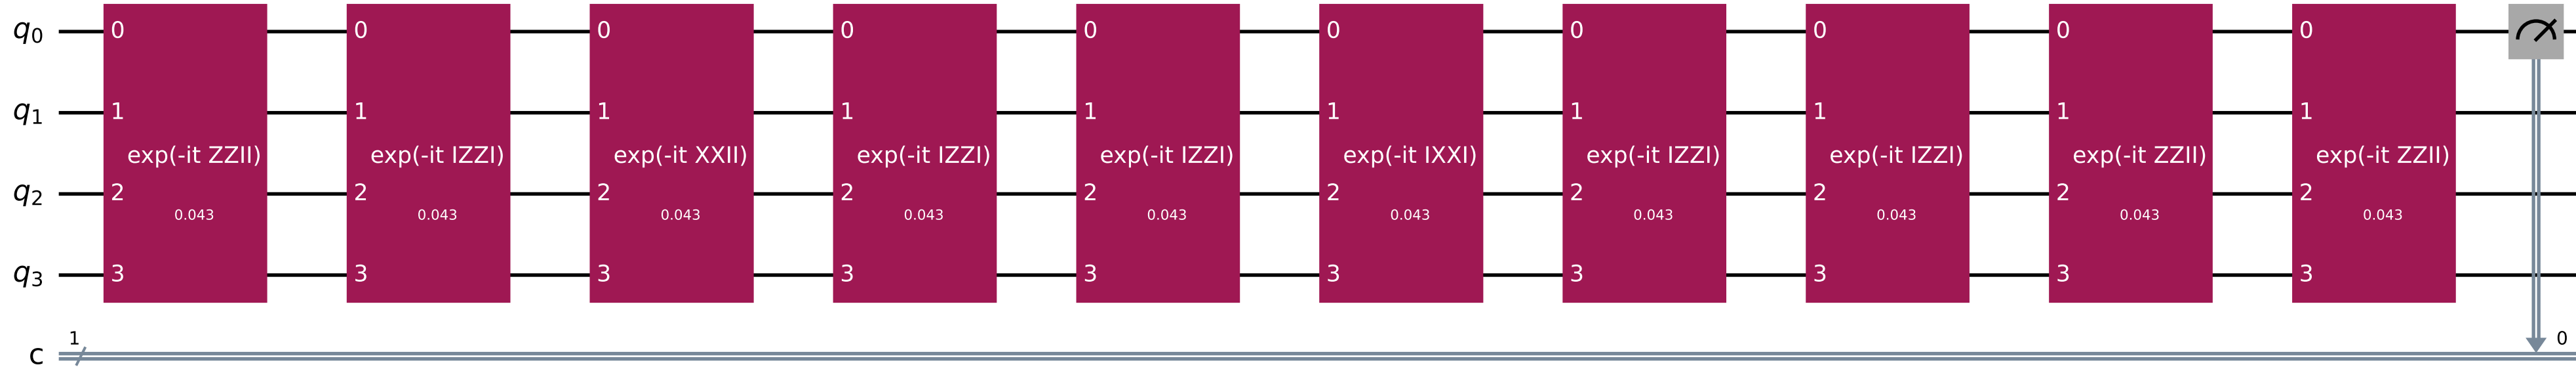 q0 0 0 0 0 0 0 0 0 0 0
q1 1 1 1 1 1 1 1 1 1 1
exp(-it ZZII) exp(-it IZZI) exp(-it XXII) exp(-it IZZI) exp(-it IZZI) exp(-it IXXI) exp(-it IZZI) exp(-it IZZI) exp(-it ZZII) exp(-it ZZII)
q2 2 2 2 2 2 2 2 2 2 2
0.043 0.043 0.043 0.043 0.043 0.043 0.043 0.043 0.043 0.043
q3 3 3 3 3 3 3 3 3 3 3
1 0
c